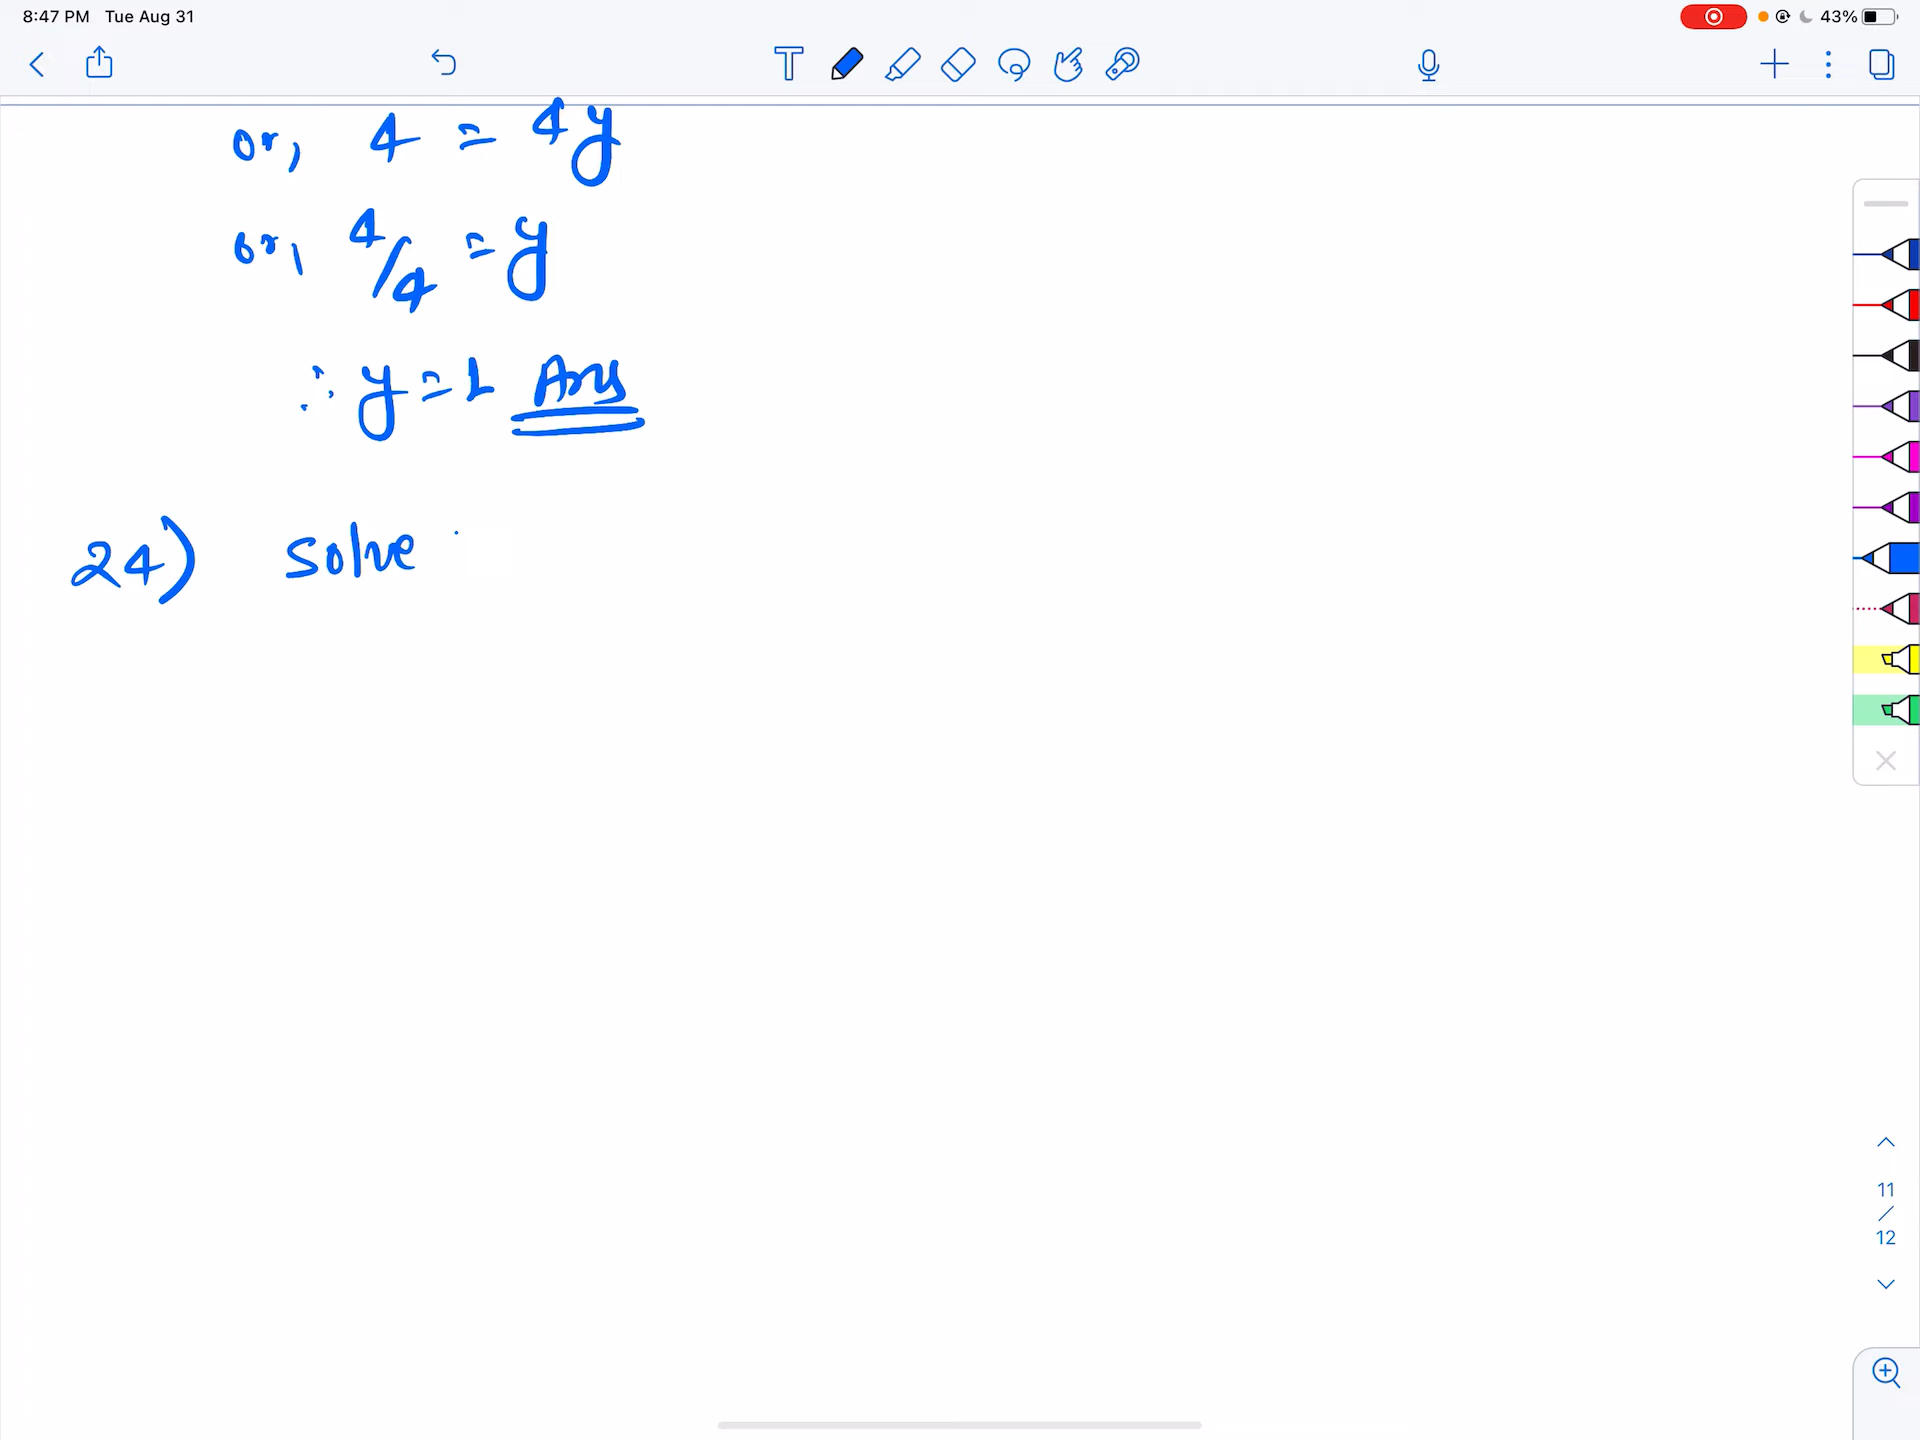 8:47 PM Tue Aug 31
43%
T
or, 4 = 4y
or, 4/4 = y
∴ y = 1 Ans
24) solve
11
/
12